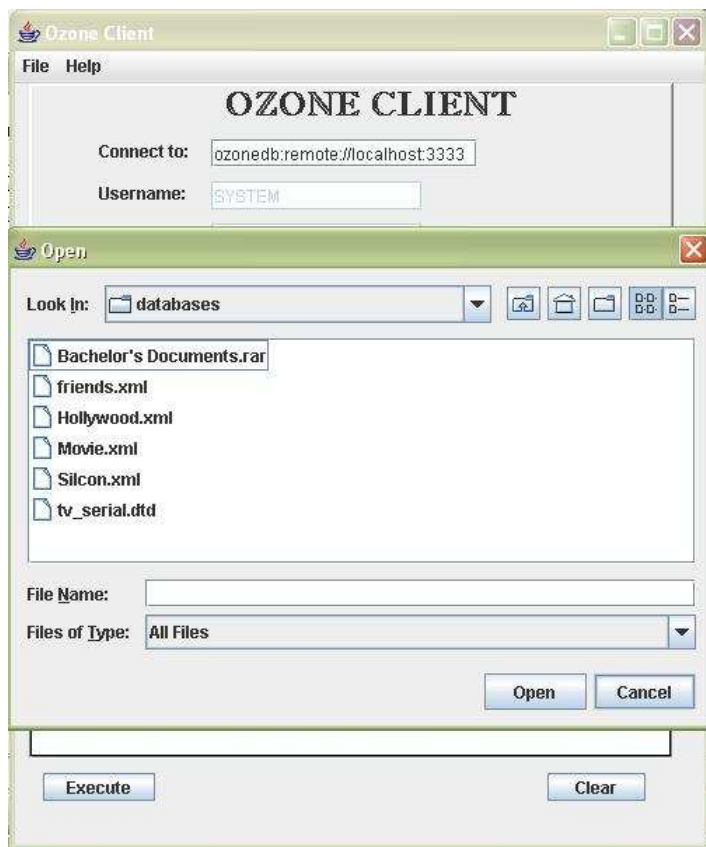 Ozone Client
File Help
OZONE CLIENT
Connect to: ozonedb:remote://localhost:3333
Username: SYSTEM
Open
Look In: databases
Bachelor's Documents.rar
friends.xml
Hollywood.xml
Movie.xml
Silcon.xml
tv_serial.dtd
File Name:
Files of Type: All Files
Open Cancel
Execute Clear